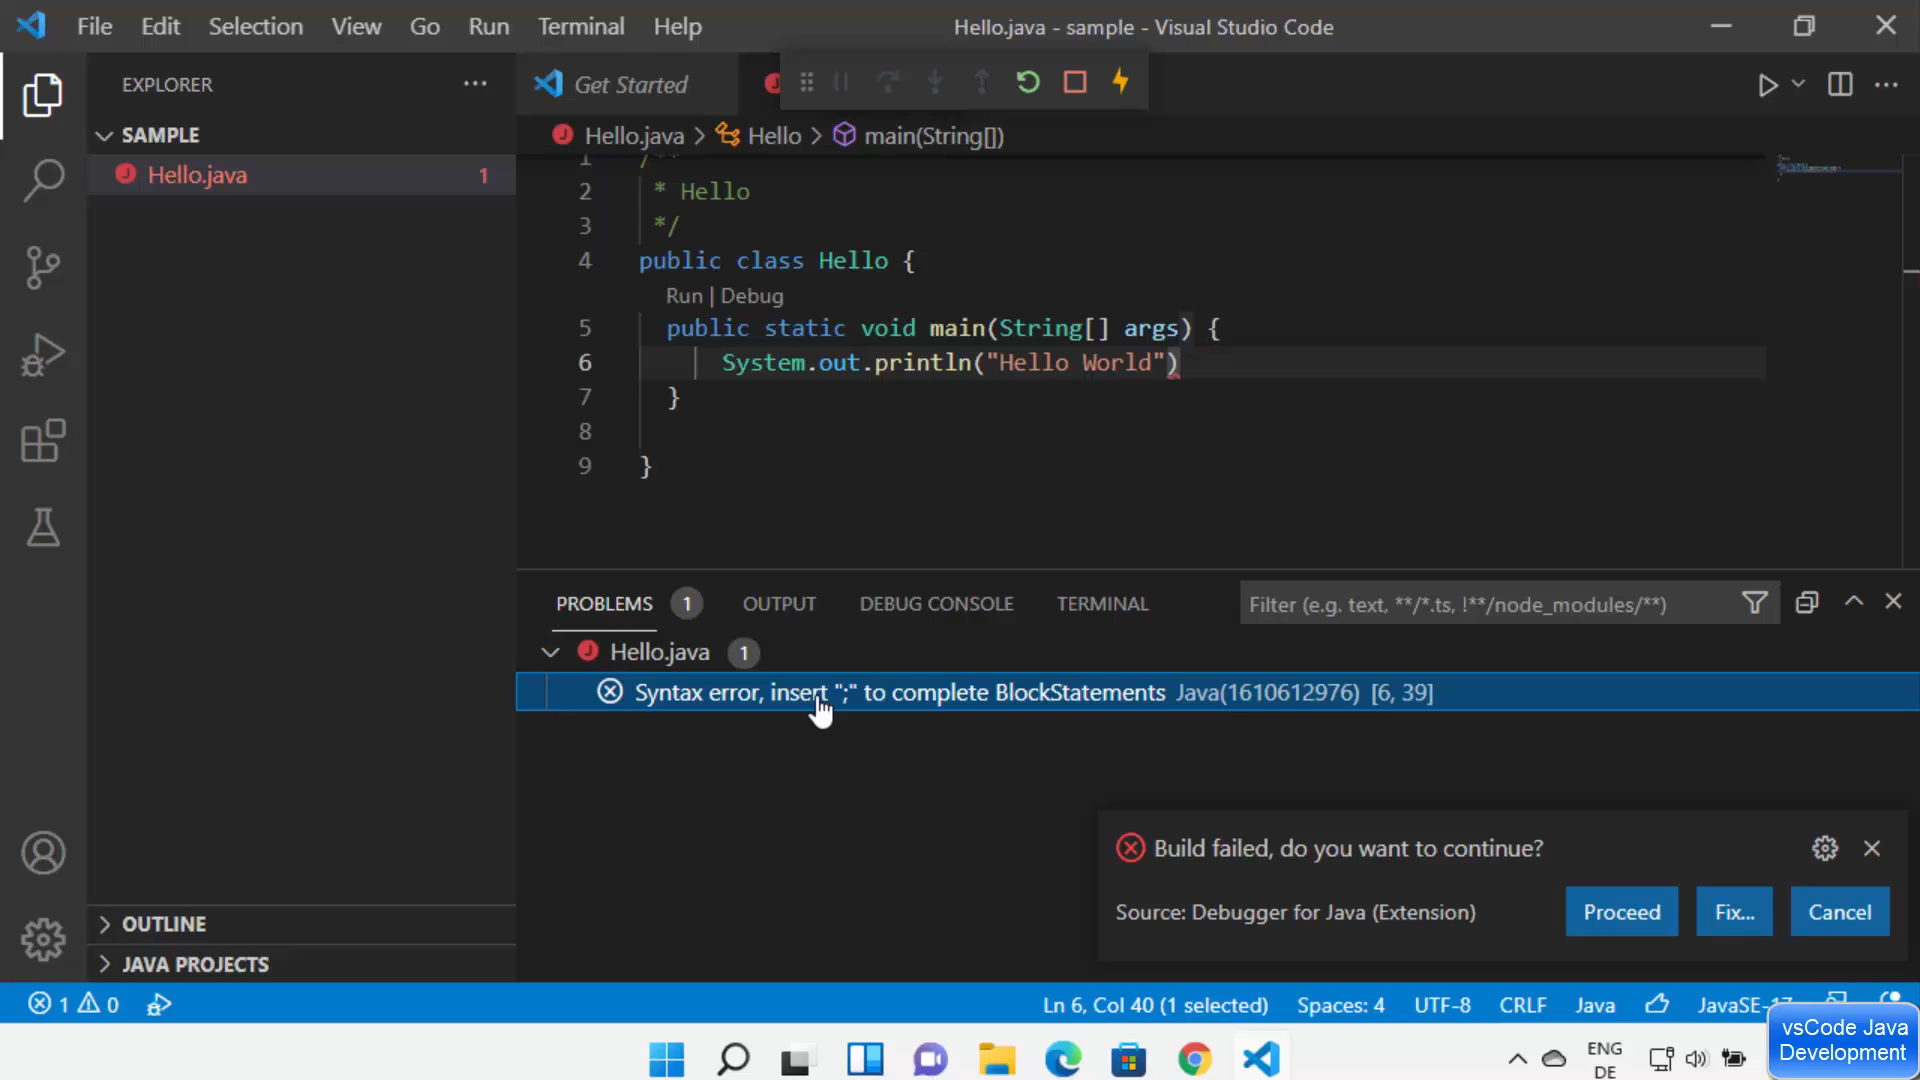 File Edit Selection View Go Run Terminal Help Hello.java - sample - Visual Studio Code
EXPLORER
Get Started
SAMPLE
Hello.java 1
Hello.java > Hello > main(String[])
1 /**
2 * Hello
3 */
4 public class Hello {
Run | Debug
5 public static void main(String[] args) {
6 System.out.println("Hello World")
7 }
8
9 }
PROBLEMS 1 OUTPUT DEBUG CONSOLE TERMINAL Filter (e.g. text, **/*.ts, !**/node_modules/**)
Hello.java 1
Syntax error, insert ";" to complete BlockStatements Java(1610612976) [6, 39]
Build failed, do you want to continue?
Source: Debugger for Java (Extension) Proceed Fix... Cancel
OUTLINE
JAVA PROJECTS
1 0 Ln 6, Col 40 (1 selected) Spaces: 4 UTF-8 CRLF Java JavaSE-17
vsCode Java
Development
ENG
DE